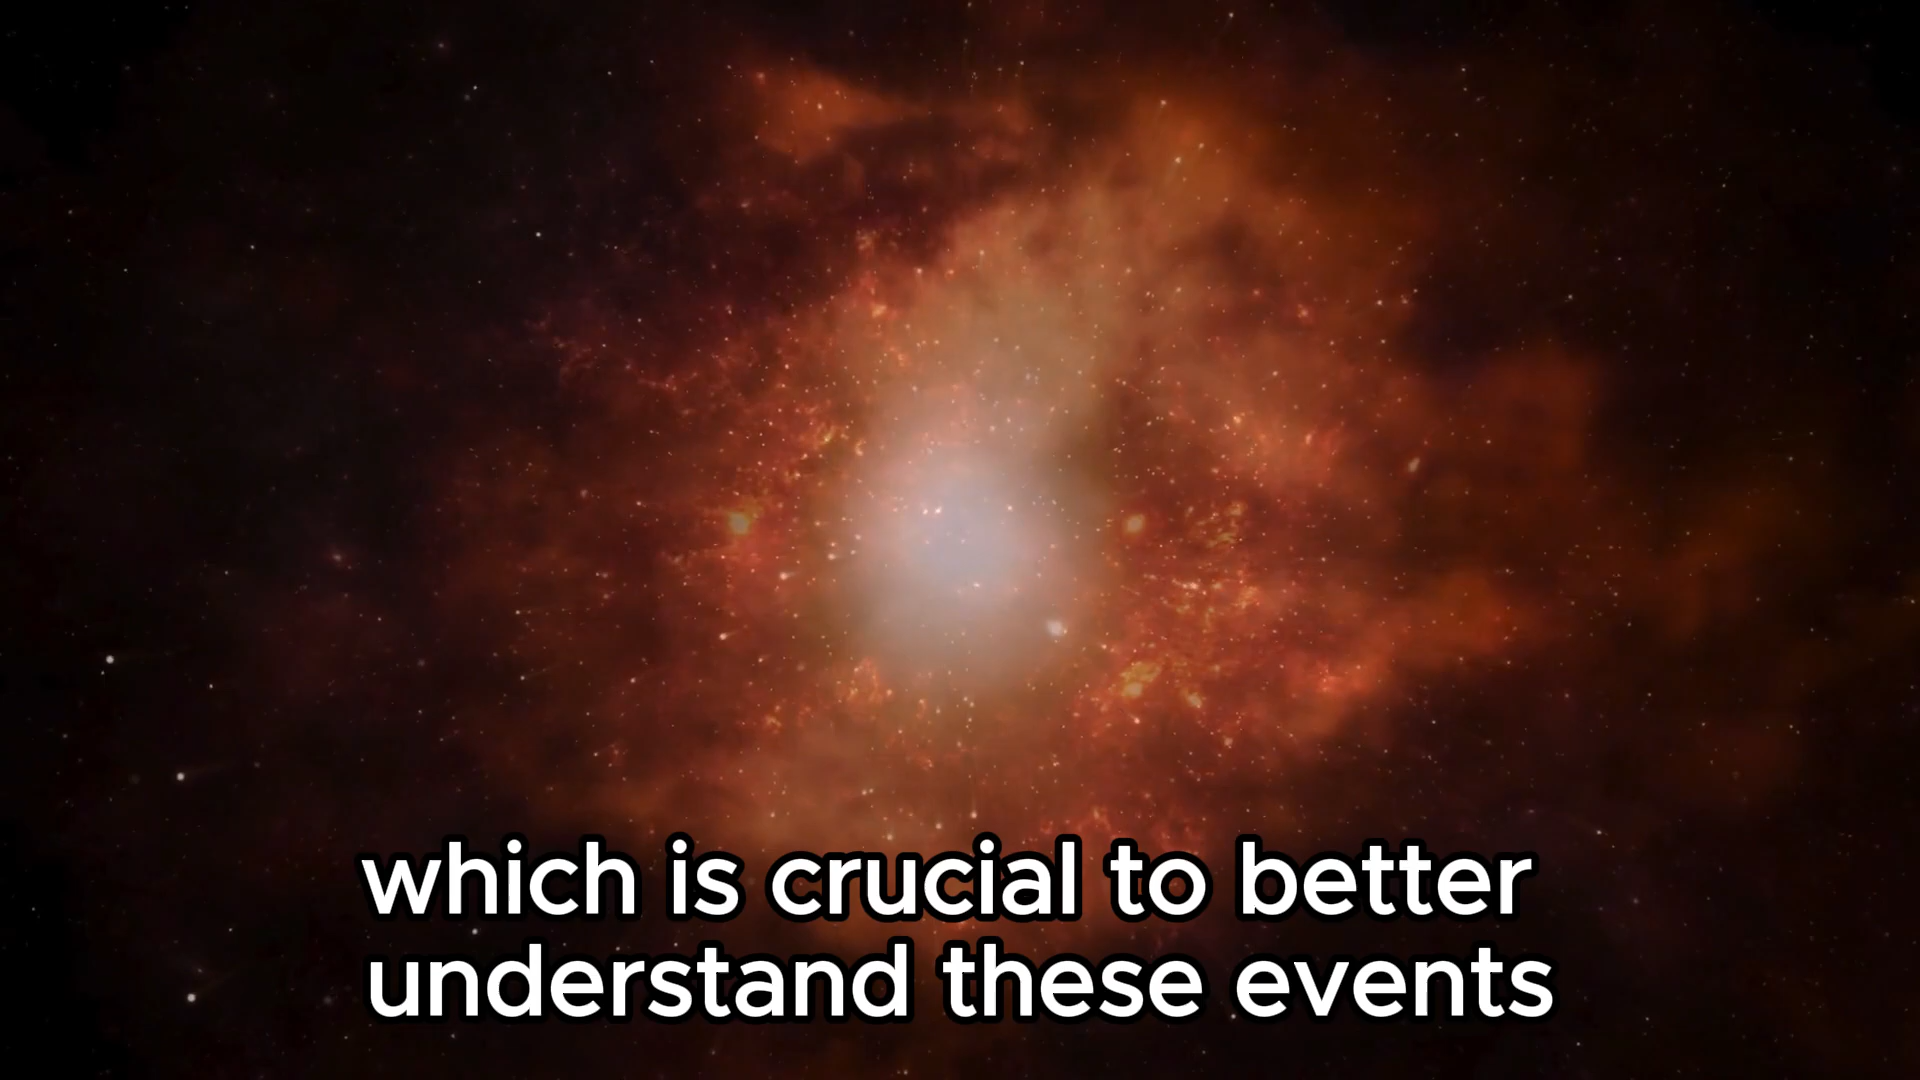 which is crucial to better
understand these events